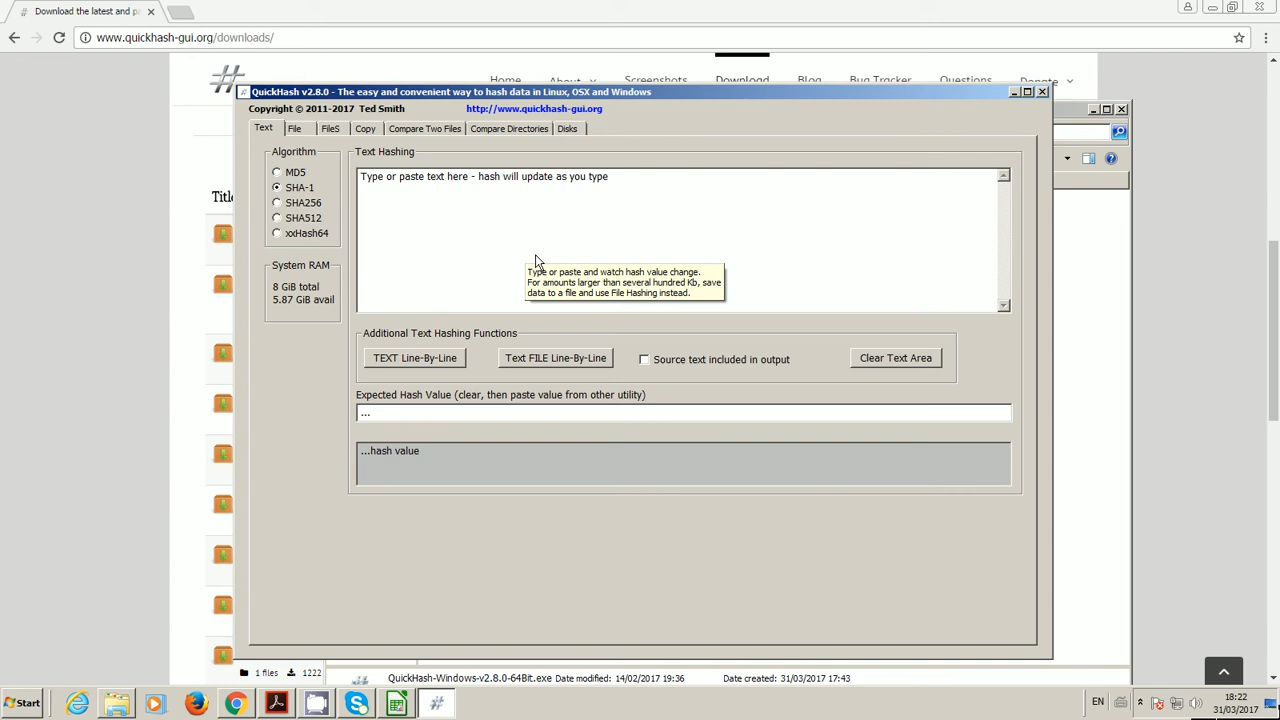 Download the latest and p
www.quickhash-gui.org/downloads/
Home About Screenshots Download Blog Bug Tracker Questions Donate
QuickHash v2.8.0 - The easy and convenient way to hash data in Linux, OSX and Windows
Copyright © 2011-2017 Ted Smith http://www.quickhash-gui.org
Text File FileS Copy Compare Two Files Compare Directories Disks
Algorithm
MD5
SHA-1
SHA256
SHA512
xxHash64
System RAM
8 GiB total
5.87 GiB avail
Text Hashing
Type or paste text here - hash will update as you type
Type or paste and watch hash value change.
For amounts larger than several hundred Kb, save
data to a file and use File Hashing instead.
Additional Text Hashing Functions
TEXT Line-By-Line Text FILE Line-By-Line Source text included in output Clear Text Area
Expected Hash Value (clear, then paste value from other utility)
...
...hash value
Title
1 files 1222
QuickHash-Windows-v2.8.0-64Bit.exe Date modified: 14/02/2017 19:36 Date created: 31/03/2017 17:43
Start
EN
18:22
31/03/2017